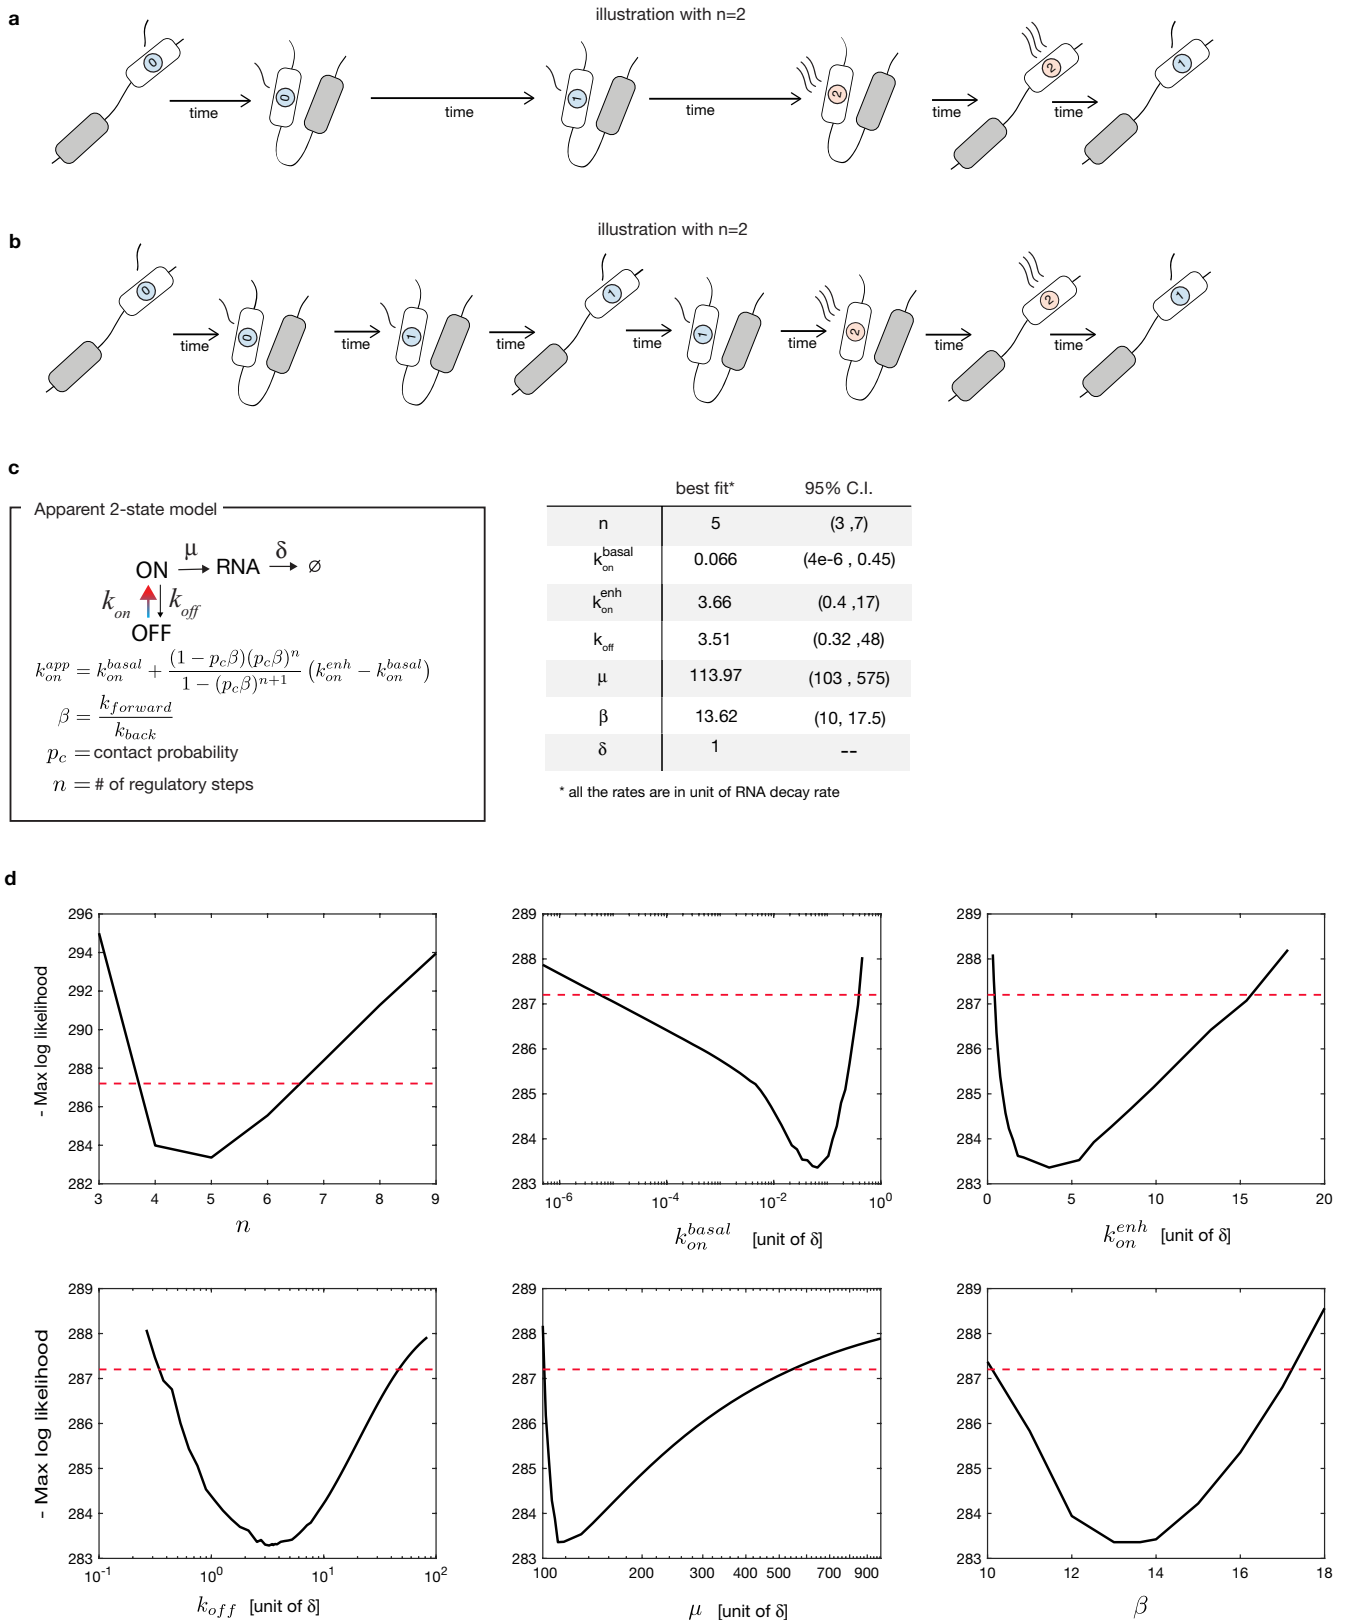 a
illustration with n=2
0
0
1
2
2
1
time
time
time
time
time
b
illustration with n=2
0
0
1
1
1
2
2
1
time
time
time
time
time
time
time
c
Apparent 2-state model
ON μ RNA δ ∅
k_on k_off
OFF
k_on^app = k_on^basal + (1 − p_c β)(p_c β)^n / 1 − (p_c β)^{n+1} (k_on^enh − k_on^basal)
β = k_forward / k_back
p_c = contact probability
n = # of regulatory steps
best fit* 95% C.I.
n 5 (3 ,7)
k_on^basal 0.066 (4e-6 , 0.45)
k_on^enh 3.66 (0.4 ,17)
k_off 3.51 (0.32 ,48)
μ 113.97 (103 , 575)
β 13.62 (10, 17.5)
δ 1 --
* all the rates are in unit of RNA decay rate
d
- Max log likelihood
296
294
292
290
288
286
284
282
3 4 5 6 7 8 9
n
289
288
287
286
285
284
283
10^-6 10^-4 10^-2 10^0
k_on^basal [unit of δ]
289
288
287
286
285
284
283
0 5 10 15 20
k_on^enh [unit of δ]
- Max log likelihood
289
288
287
286
285
284
283
10^-1 10^0 10^1 10^2
k_off [unit of δ]
289
288
287
286
285
284
283
100 200 300 400 500 700 900
μ [unit of δ]
289
288
287
286
285
284
283
10 12 14 16 18
β